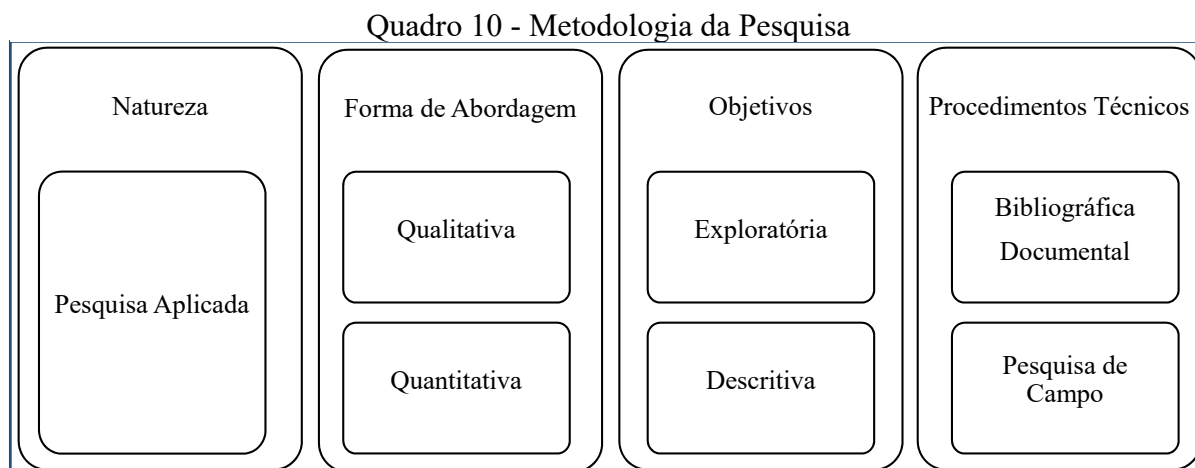 Quadro 10 - Metodologia da Pesquisa
Natureza
Pesquisa Aplicada
Forma de Abordagem
Qualitativa
Quantitativa
Objetivos
Exploratória
Descritiva
Procedimentos Técnicos
Bibliográfica
Documental
Pesquisa de
Campo